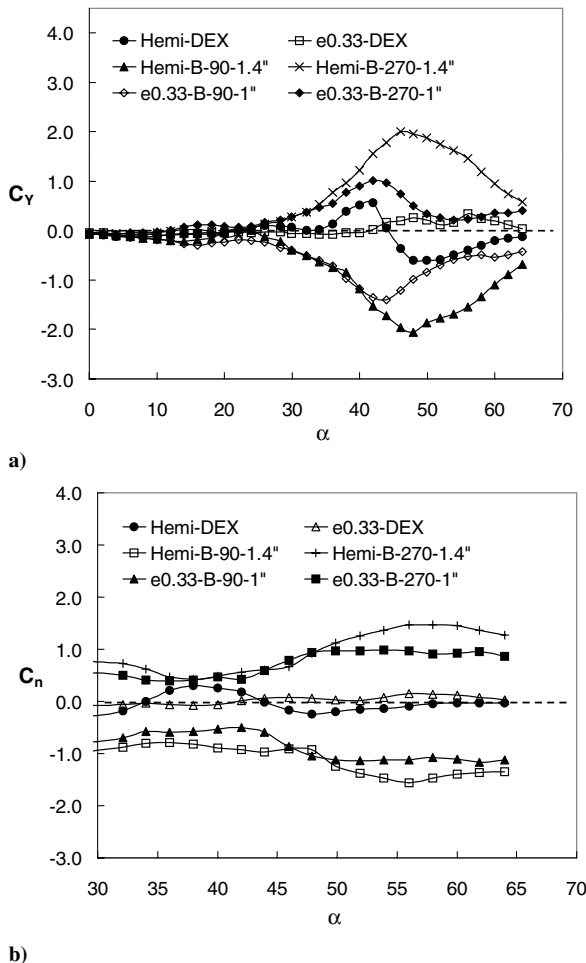 4.0
Hemi-DEX
e0.33-DEX
Hemi-B-90-1.4"
Hemi-B-270-1.4"
3.0
e0.33-B-90-1"
e0.33-B-270-1"
2.0
1.0
CY
0.0
-1.0
-2.0
-3.0
0 10 20 30 40 50 60 70
α
a)
4.0
Hemi-DEX
e0.33-DEX
Hemi-B-90-1.4"
Hemi-B-270-1.4"
3.0
e0.33-B-90-1"
e0.33-B-270-1"
2.0
1.0
Cn
0.0
-1.0
-2.0
-3.0
30 35 40 45 50 55 60 65 70
α
b)